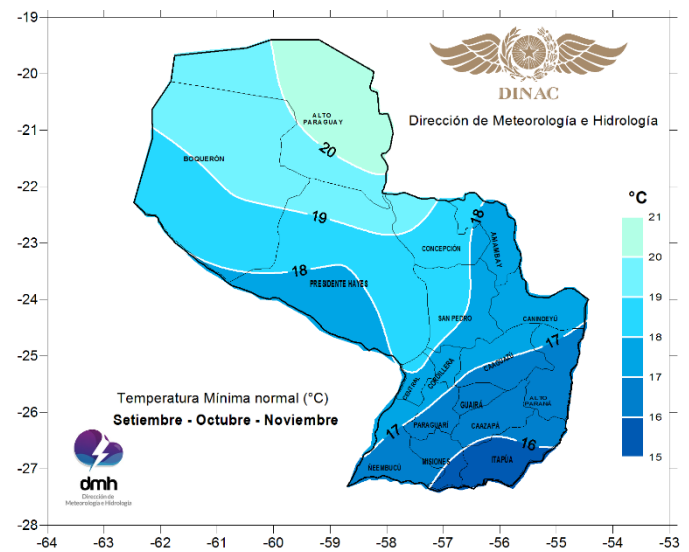 -19
-20
-21
-22
-23
-24
-25
-26
-27
-28
-64
-63
-62
-61
-60
-59
-58
-57
-56
-55
-54
-53
DINAC
Dirección de Meteorología e Hidrología
°C
21
20
19
18
17
16
15
ALTO
PARAGUAY
20
BOQUERÓN
19
18
CONCEPCIÓN
AMAMBAY
18
PRESIDENTE HAYES
SAN PEDRO
CANINDEYÚ
17
CAAGUAZÚ
CORDILLERA
CENTRAL
GUAIRÁ
ALTO
PARANÁ
PARAGUARÍ
CAAZAPÁ
17
16
ÑEEMBUCÚ
MISIONES
ITAPÚA
Temperatura Mínima normal (°C)
Setiembre - Octubre - Noviembre
dmh
Dirección de
Meteorología e Hidrología